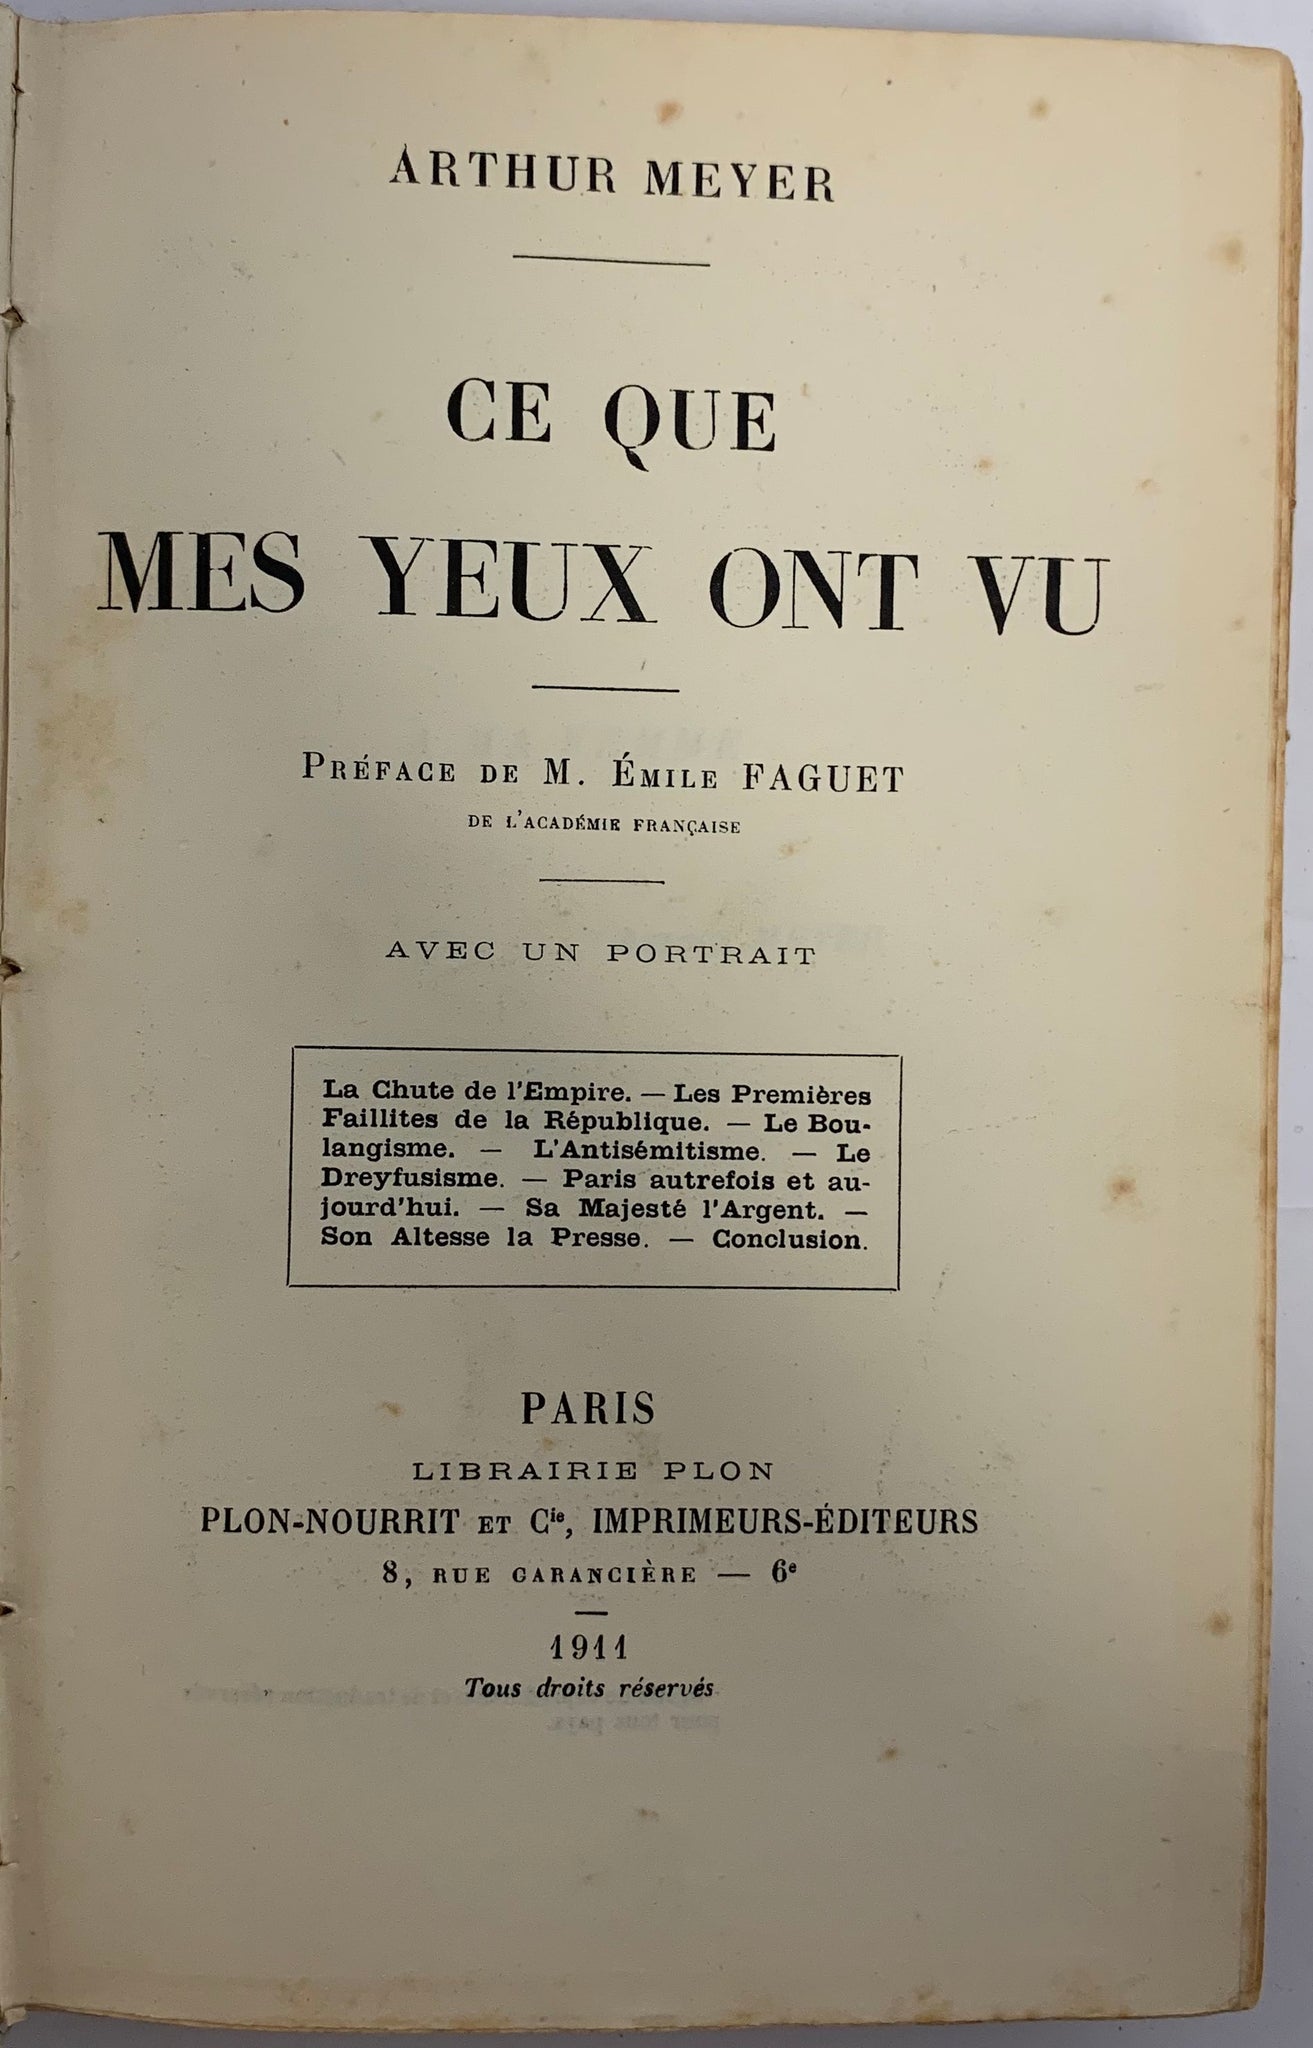 ARTHUR MEYER
CE QUE
MES YEUX ONT VU
PRÉFACE DE M. ÉMILE FAGUET
DE L'ACADÉMIE FRANÇAISE
AVEC UN PORTRAIT
La Chute de l'Empire. — Les Premières
Faillites de la République. — Le Bou-
langisme. — L'Antisémitisme. — Le
Dreyfusisme. — Paris autrefois et au-
jourd'hui. — Sa Majesté l'Argent. —
Son Altesse la Presse. — Conclusion.
PARIS
LIBRAIRIE PLON
PLON-NOURRIT ET Cie, IMPRIMEURS-ÉDITEURS
8, RUE GARANCIÈRE — 6e
1911
Tous droits réservés
pour tous pays.